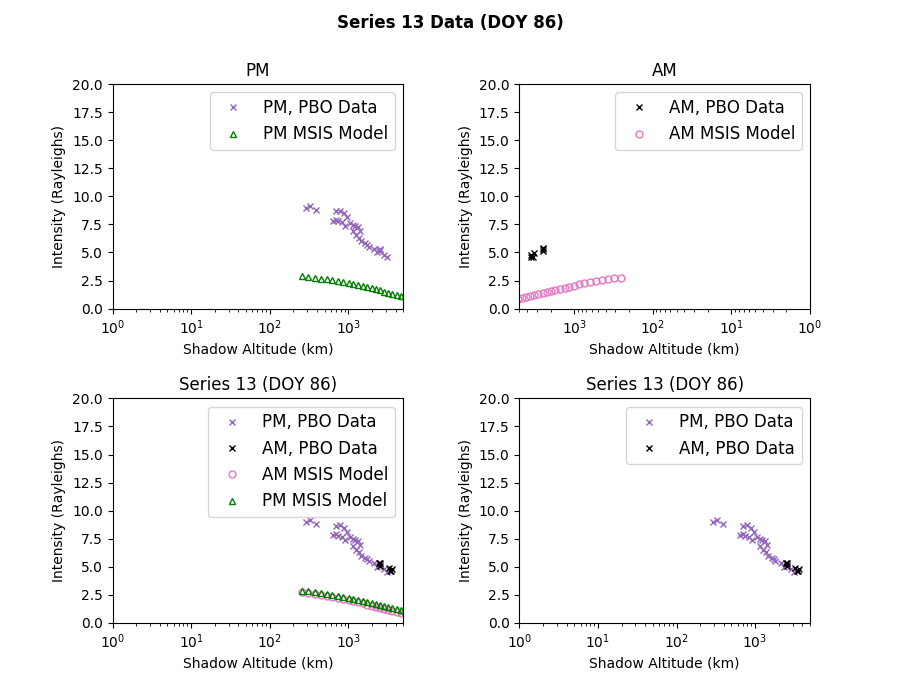 Series 13 Data (DOY 86)
PM
20.0
17.5
15.0
12.5
10.0
7.5
5.0
2.5
0.0
Intensity (Rayleighs)
PM, PBO Data
PM MSIS Model
10⁰ 10¹ 10² 10³
Shadow Altitude (km)
AM
20.0
17.5
15.0
12.5
10.0
7.5
5.0
2.5
0.0
Intensity (Rayleighs)
AM, PBO Data
AM MSIS Model
10³ 10² 10¹ 10⁰
Shadow Altitude (km)
Series 13 (DOY 86)
20.0
17.5
15.0
12.5
10.0
7.5
5.0
2.5
0.0
Intensity (Rayleighs)
PM, PBO Data
AM, PBO Data
AM MSIS Model
PM MSIS Model
10⁰ 10¹ 10² 10³
Shadow Altitude (km)
Series 13 (DOY 86)
20.0
17.5
15.0
12.5
10.0
7.5
5.0
2.5
0.0
Intensity (Rayleighs)
PM, PBO Data
AM, PBO Data
10⁰ 10¹ 10² 10³
Shadow Altitude (km)